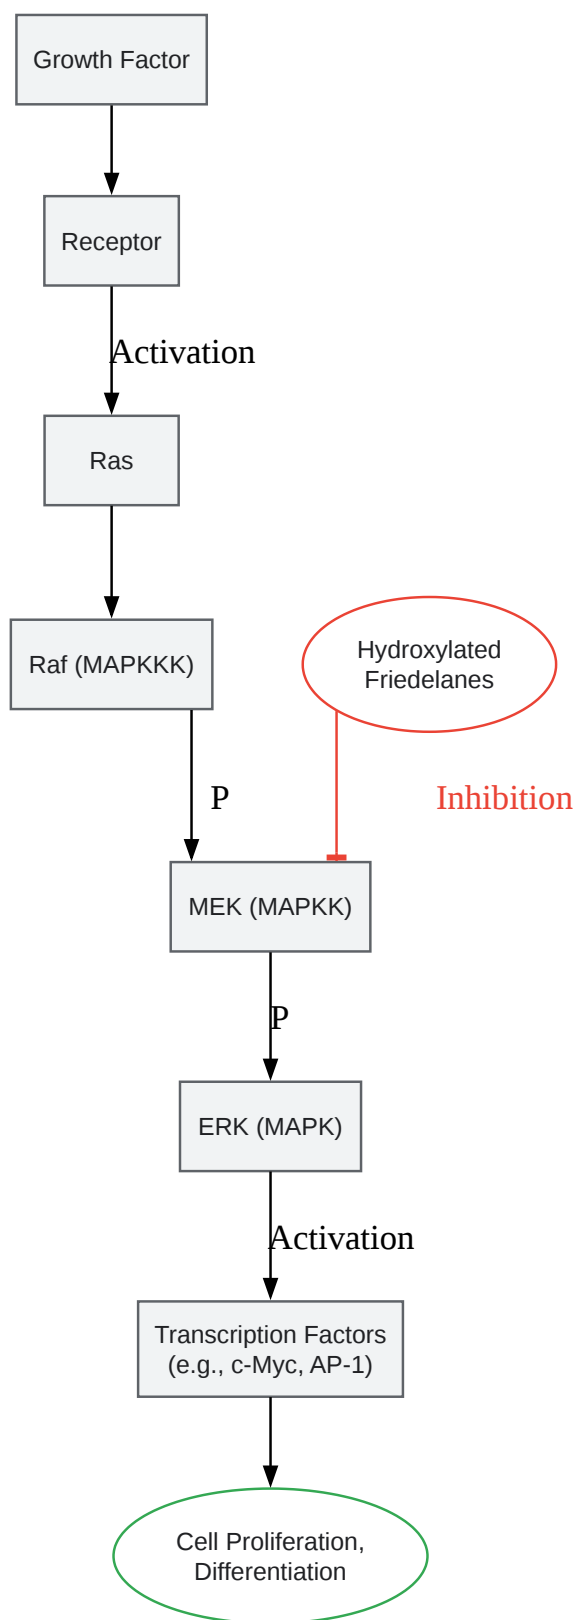 Growth Factor
Receptor
Activation
Ras
Raf (MAPKKK)
Hydroxylated
Friedelanes
P
Inhibition
MEK (MAPKK)
P
ERK (MAPK)
Activation
Transcription Factors
(e.g., c-Myc, AP-1)
Cell Proliferation,
Differentiation